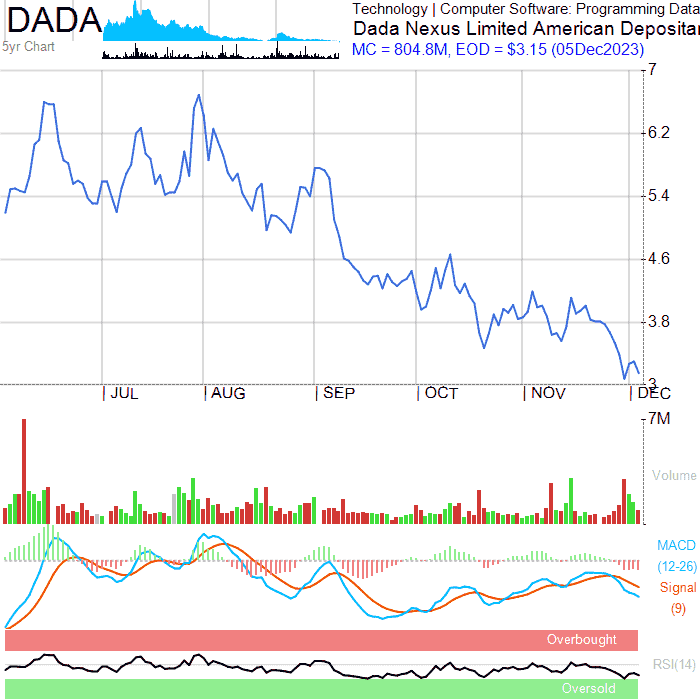 DADA
5yr Chart
Technology | Computer Software: Programming Data
Dada Nexus Limited American Depositar
MC = 804.8M, EOD = $3.15 (05Dec2023)
7
6.2
5.4
4.6
3.8
3
| JUL
| AUG
| SEP
| OCT
| NOV
| DEC
7M
Volume
MACD
(12-26)
Signal
(9)
Overbought
RSI(14)
Oversold